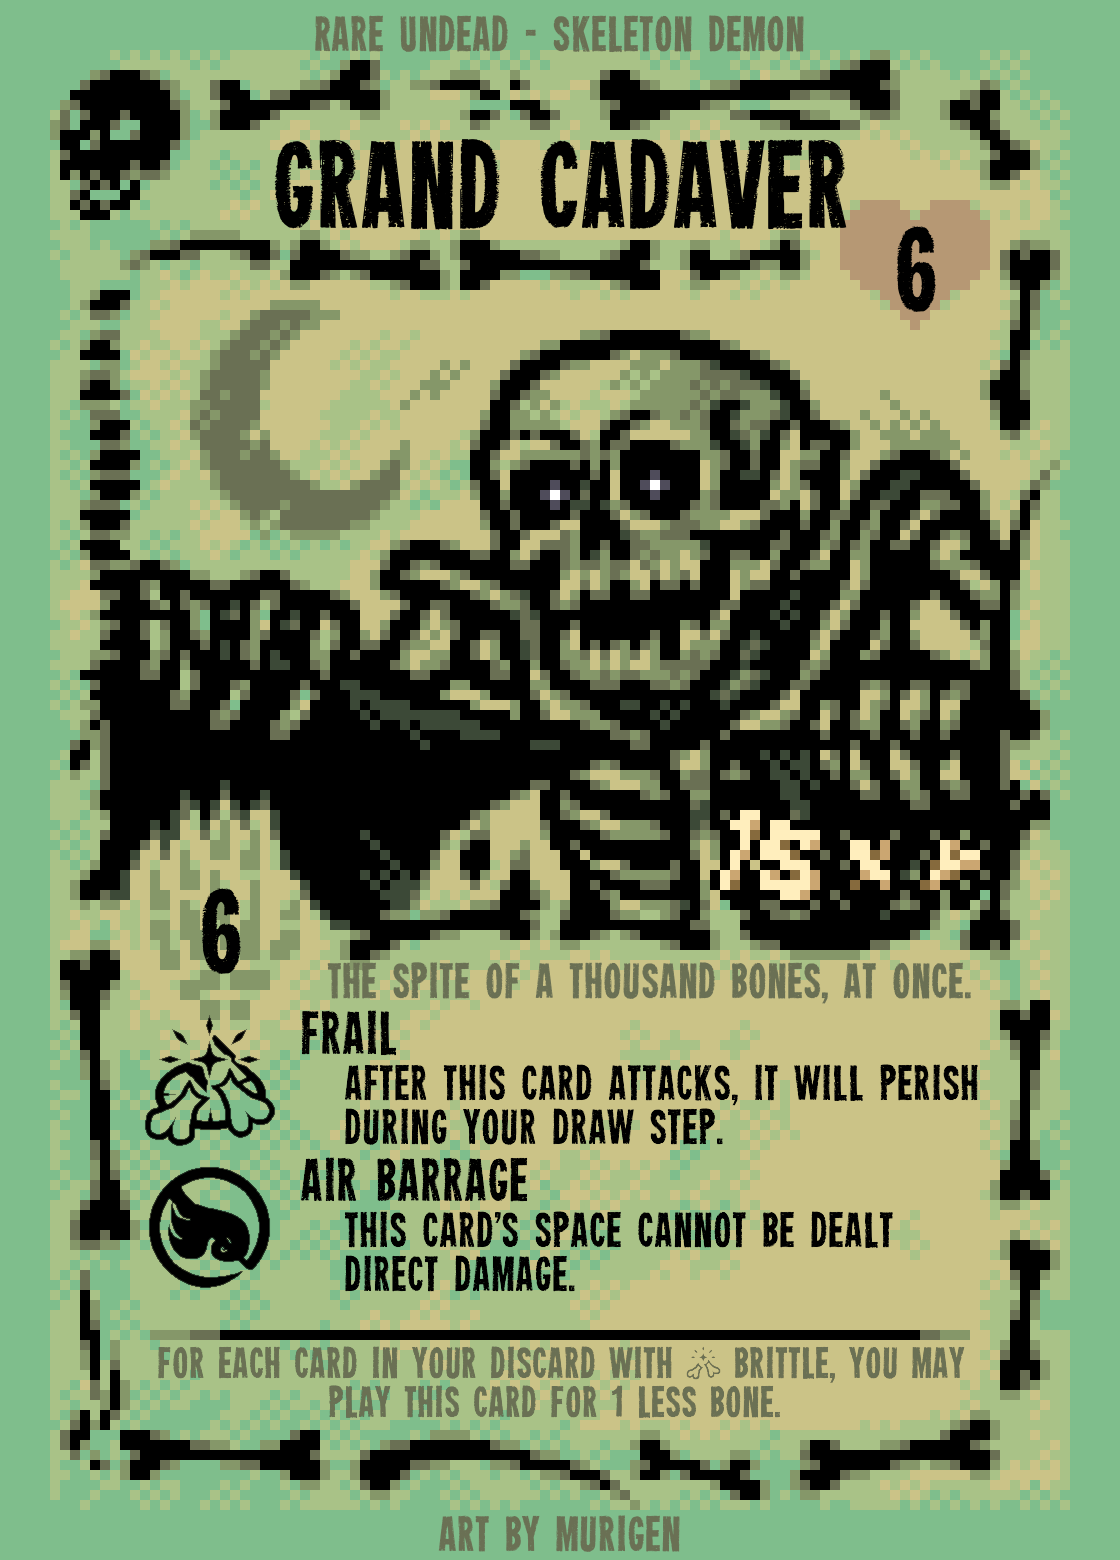 RARE UNDEAD - SKELETON DEMON
GRAND CADAVER
6
15 X
6
THE SPITE OF A THOUSAND BONES, AT ONCE.
FRAIL
AFTER THIS CARD ATTACKS, IT WILL PERISH
DURING YOUR DRAW STEP.
AIR BARRAGE
THIS CARD'S SPACE CANNOT BE DEALT
DIRECT DAMAGE.
FOR EACH CARD IN YOUR DISCARD WITH BRITTLE, YOU MAY
PLAY THIS CARD FOR 1 LESS BONE.
ART BY MURIGEN